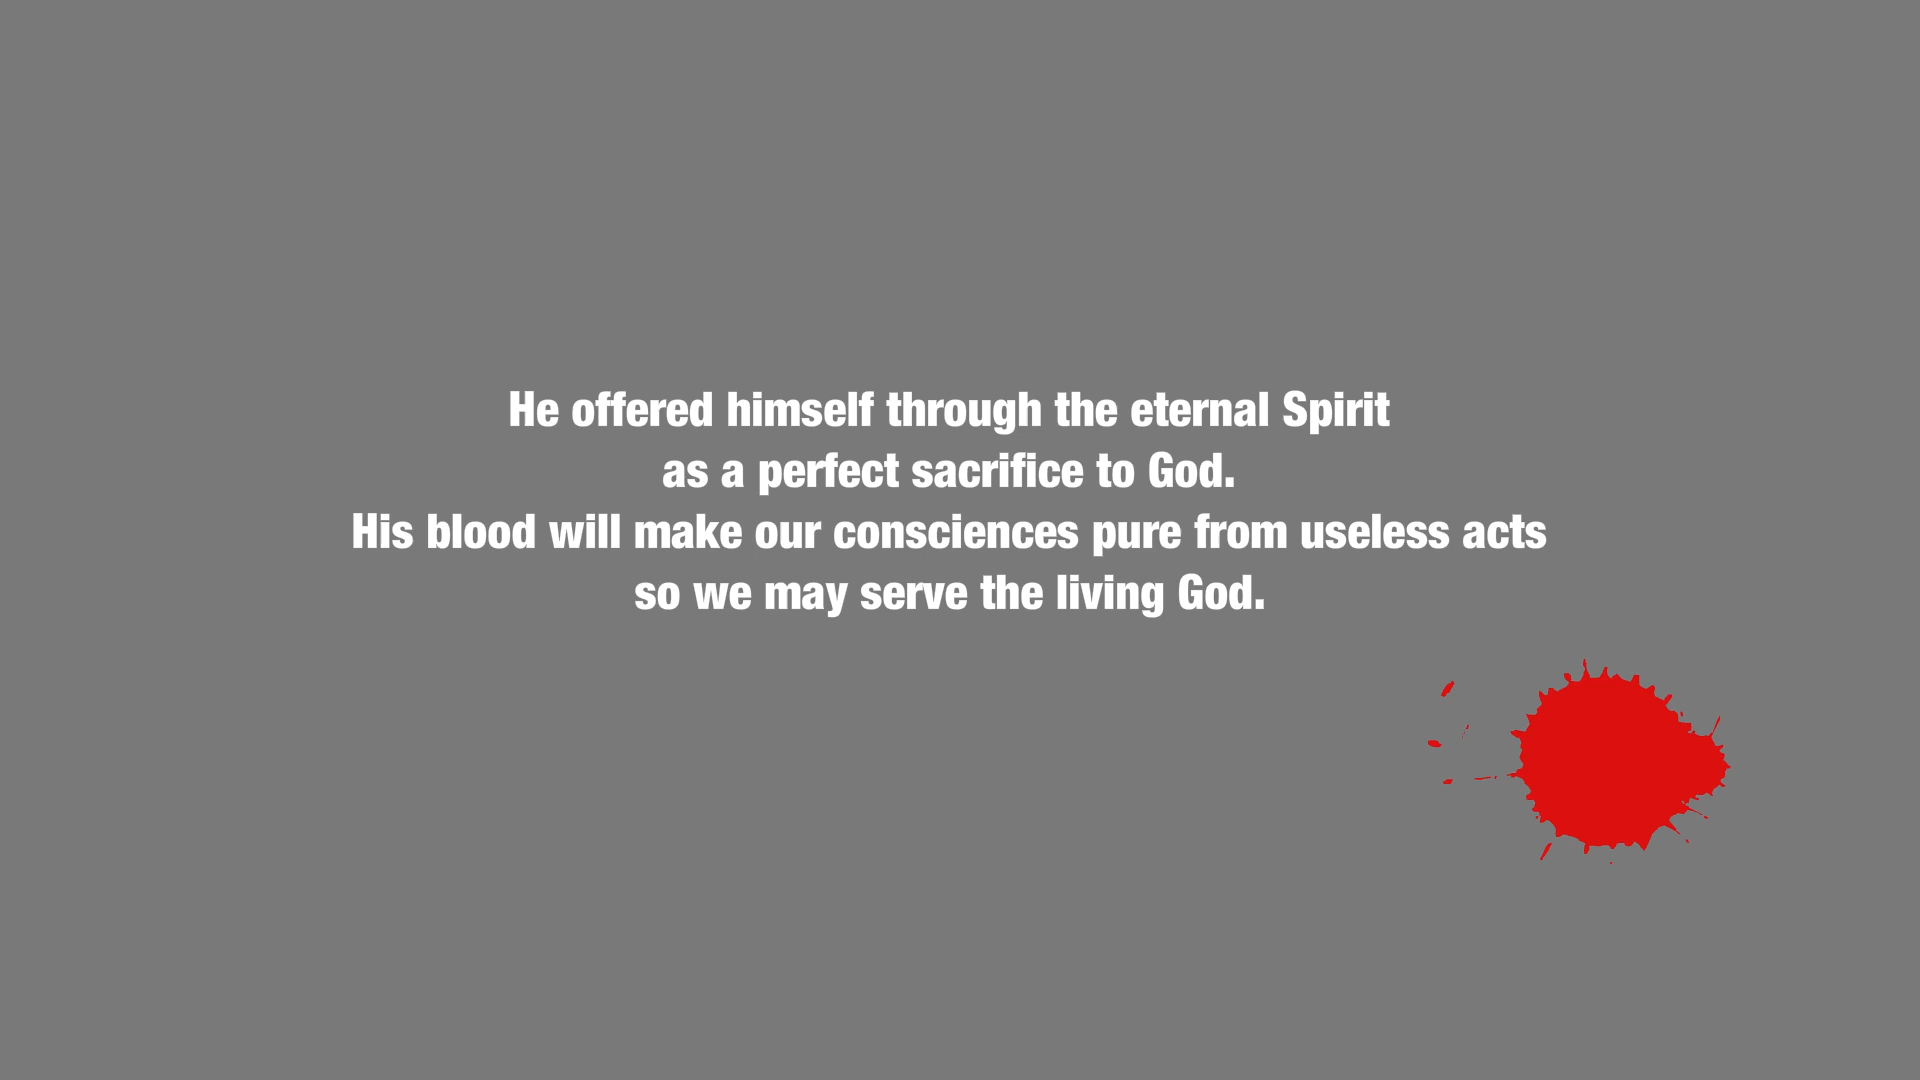 He offered himself through the eternal Spirit
as a perfect sacrifice to God.
His blood will make our consciences pure from useless acts
so we may serve the living God.